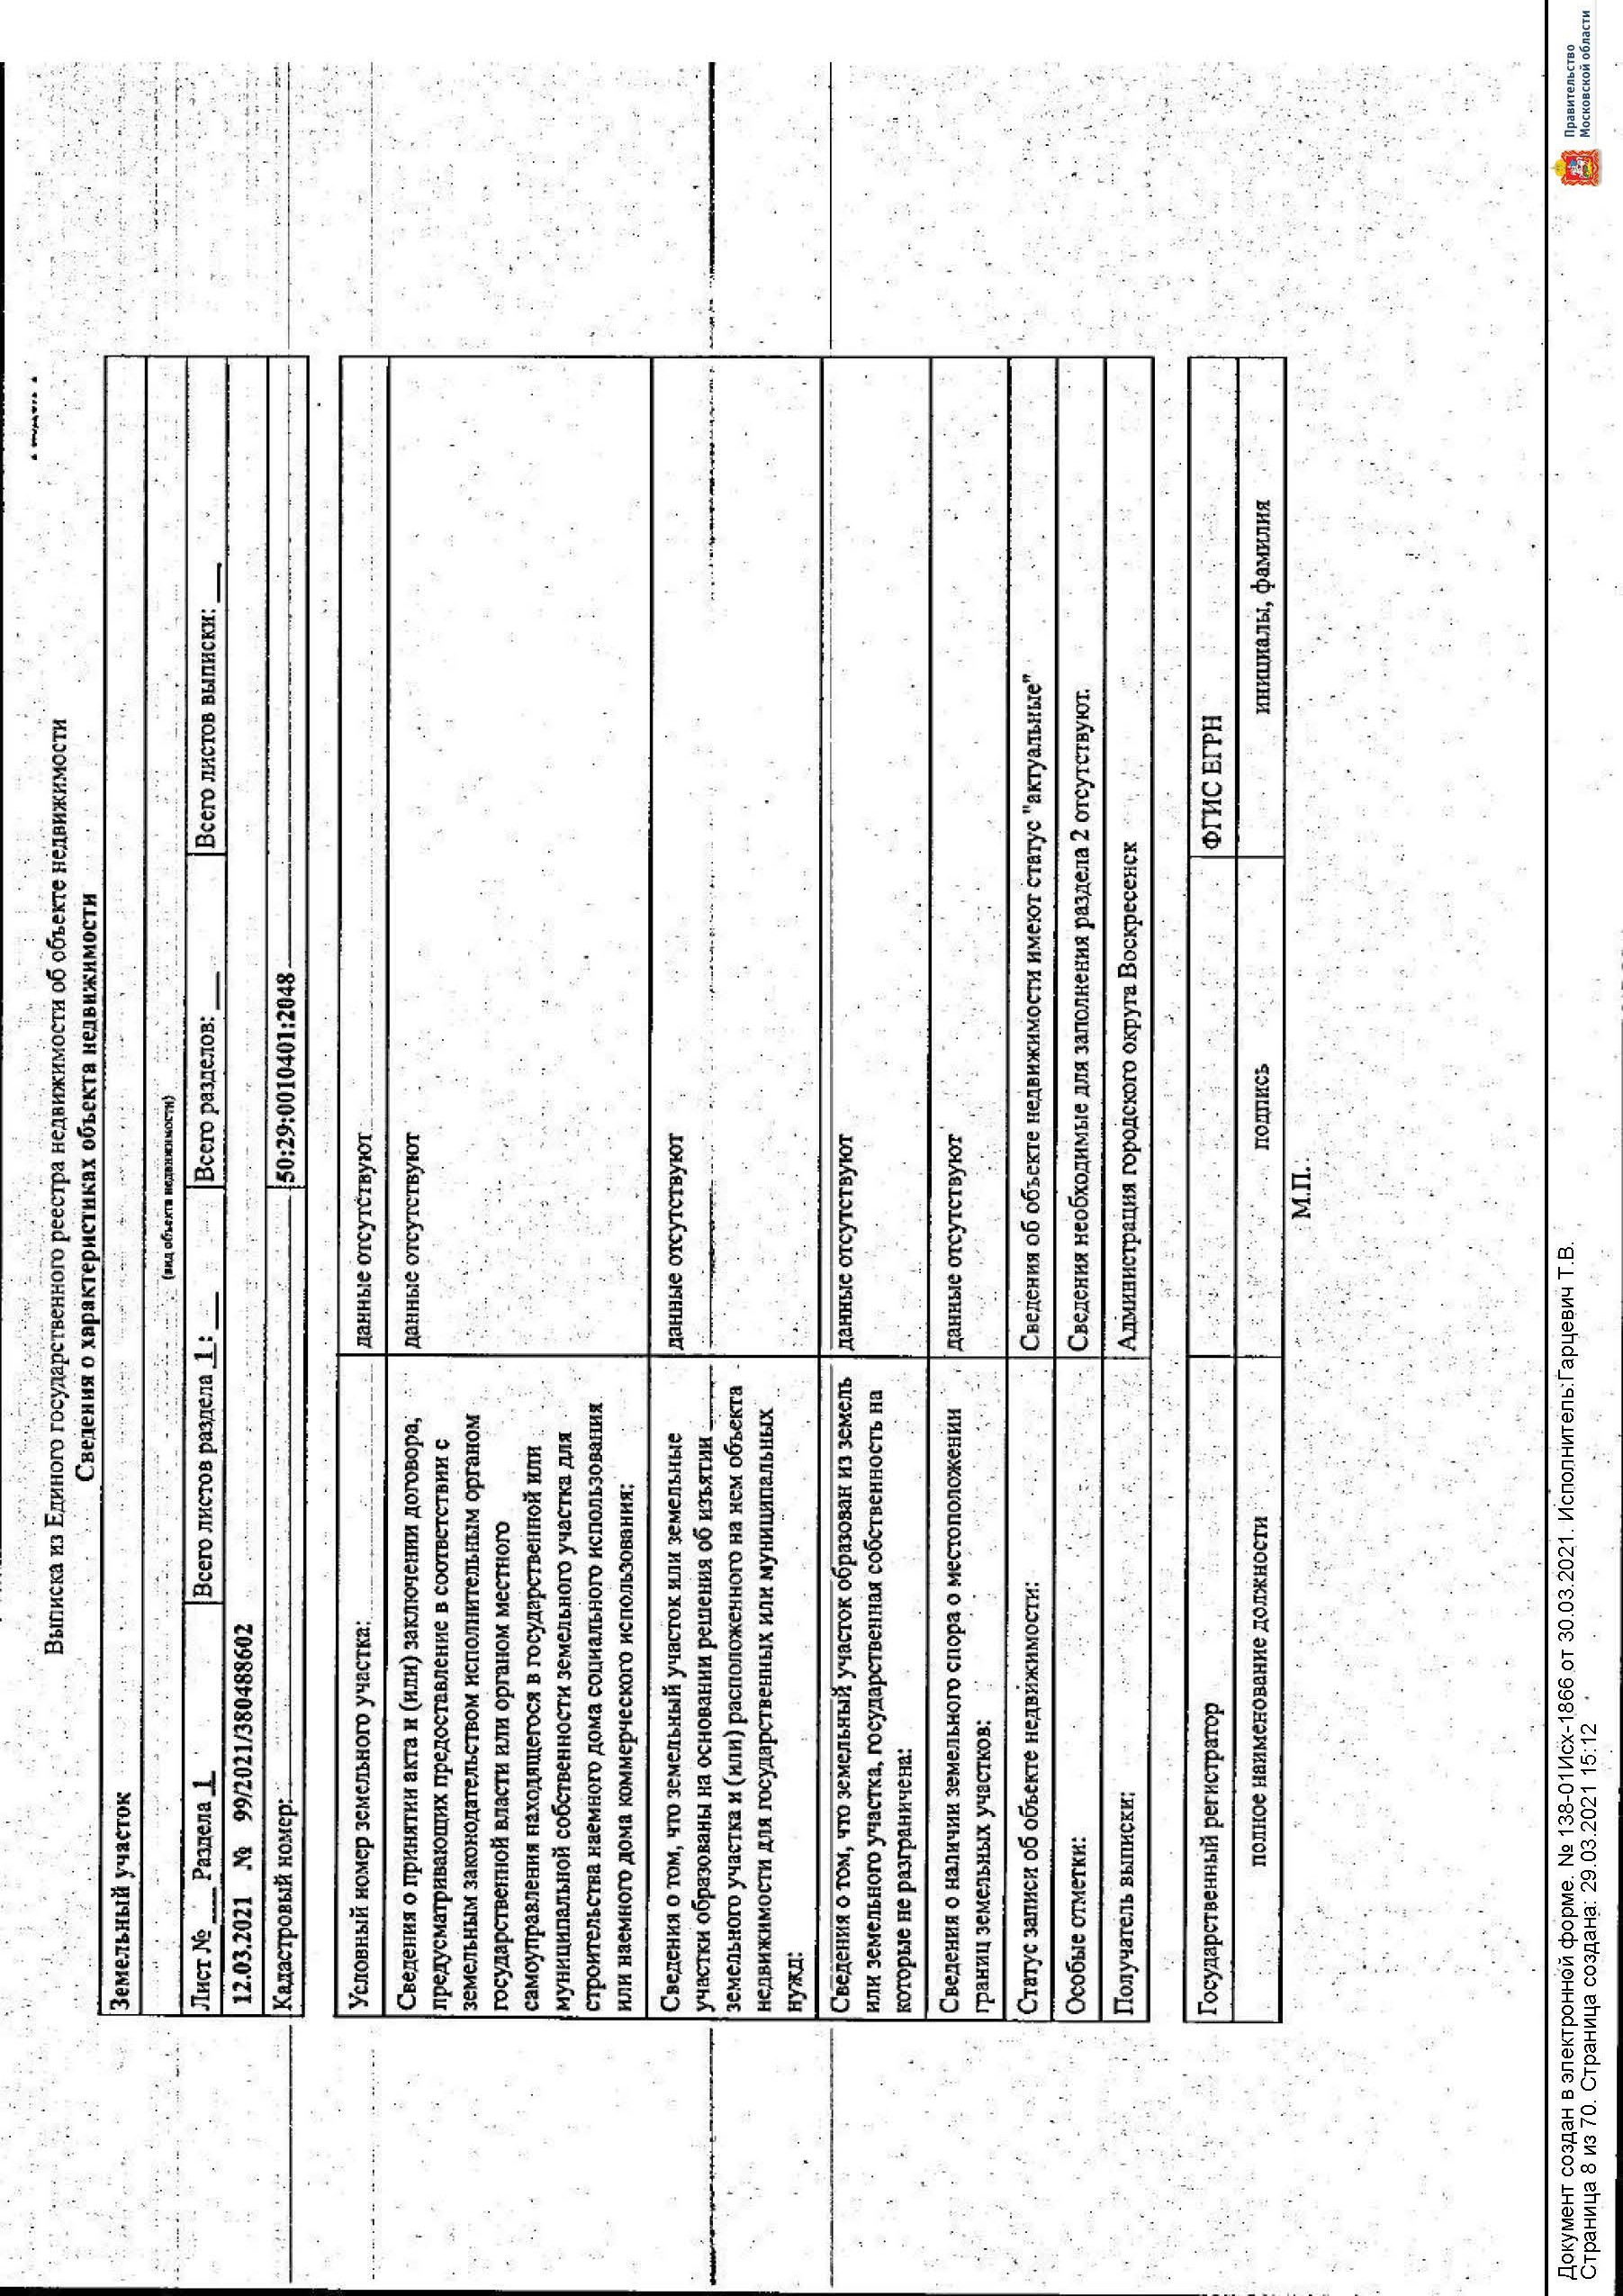 Выписка из Единого государственного реестра недвижимости об объекте недвижимости
Сведения о характеристиках объекта недвижимости
Земельный участок
(вид объекта недвижимости)
Лист № ___ Раздела 1 Всего листов раздела 1: ___ Всего разделов: ___ Всего листов выписки: ___
12.03.2021 № 99/2021/380488602
Кадастровый номер: 50:29:0010401:2048
Условный номер земельного участка: данные отсутствуют
Сведения о принятии акта и (или) заключении договора, данные отсутствуют
предусматривающих предоставление в соответствии с
земельным законодательством исполнительным органом
государственной власти или органом местного
самоуправления находящегося в государственной или
муниципальной собственности земельного участка для
строительства наемного дома социального использования
или наемного дома коммерческого использования:
Сведения о том, что земельный участок или земельные данные отсутствуют
участки образованы на основании решения об изъятии
земельного участка и (или) расположенного на нем объекта
недвижимости для государственных или муниципальных
нужд:
Сведения о том, что земельный участок образован из земель данные отсутствуют
или земельного участка, государственная собственность на
которые не разграничена:
Сведения о наличии земельного спора о местоположении данные отсутствуют
границ земельных участков:
Статус записи об объекте недвижимости: Сведения об объекте недвижимости имеют статус "актуальные"
Особые отметки: Сведения необходимые для заполнения раздела 2 отсутствуют.
Получатель выписки: Администрация городского округа Воскресенск
Государственный регистратор ФГИС ЕГРН
полное наименование должности подпись инициалы, фамилия
М.П.
Документ создан в электронной форме. № 138-01Исх-1866 от 30.03.2021. Исполнитель:Гарцевич Т.В.
Страница 8 из 70. Страница создана: 29.03.2021 15:12
Правительство
Московской области